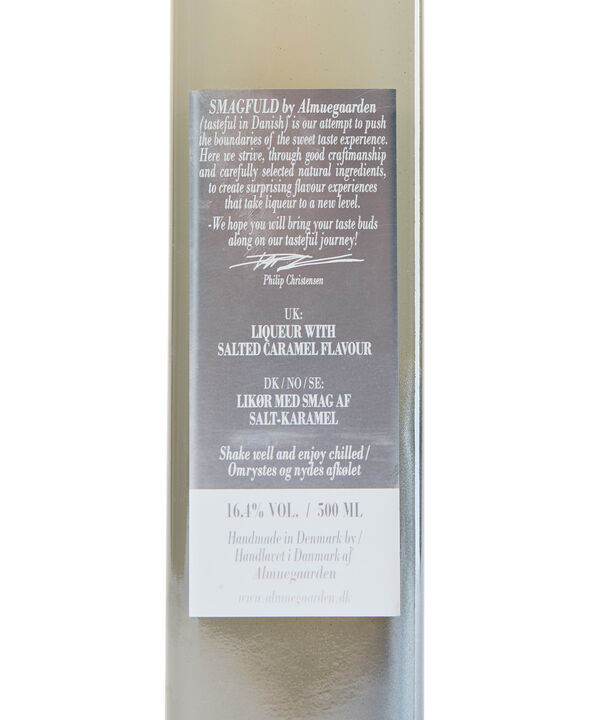 SMAGFULD by Almuegaarden
(tasteful in Danish) is our attempt to push
the boundaries of the sweet taste experience.
Here we strive, through good craftmanship
and carefully selected natural ingredients,
to create surprising flavour experiences
that take liqueur to a new level.
-We hope you will bring your taste buds
along on our tasteful journey!
Philip Christensen
UK:
LIQUEUR WITH
SALTED CARAMEL FLAVOUR
DK / NO / SE:
LIKØR MED SMAG AF
SALT-KARAMEL
Shake well and enjoy chilled /
Omrystes og nydes afkølet
16.4% VOL. / 500 ML
Handmade in Denmark by /
Handlavet i Danmark af
Almuegaarden
www.almuegaarden.dk